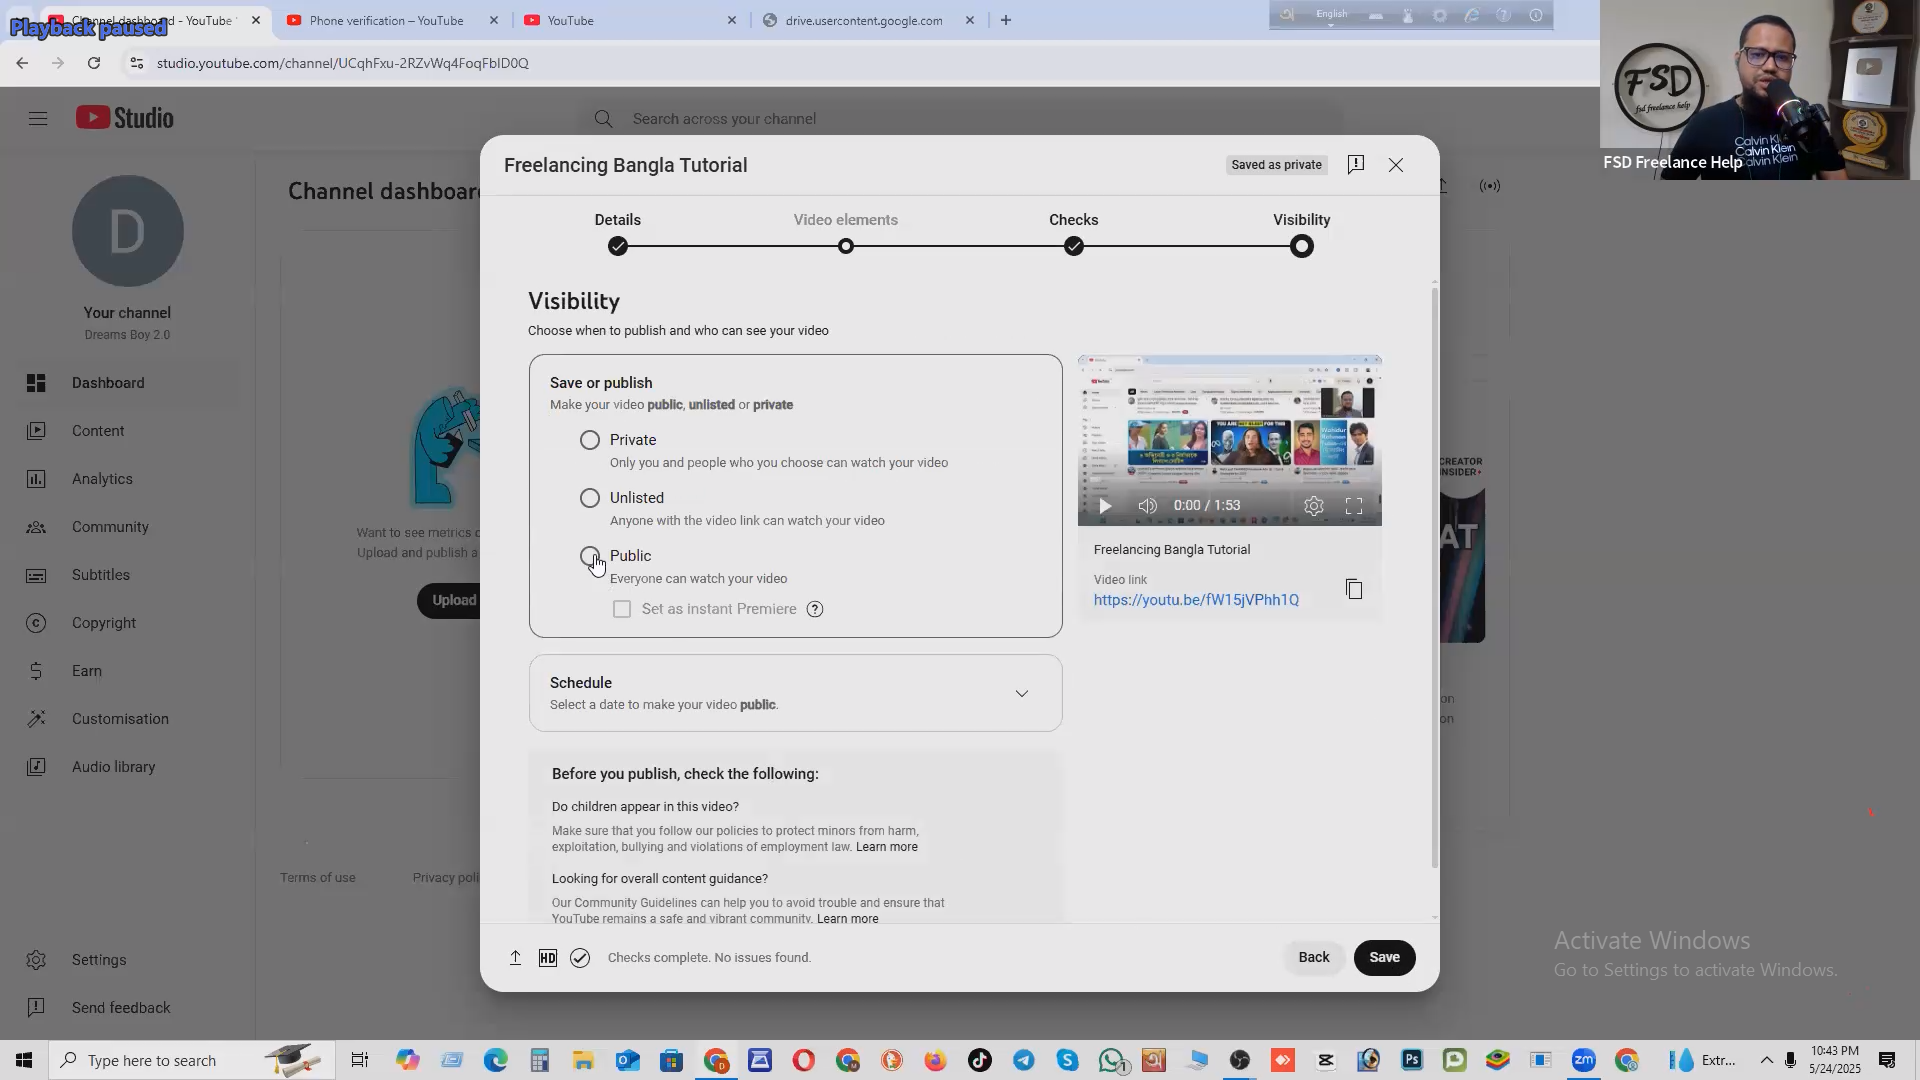 Channel dashboard - YouTube
Playback paused
Phone verification – YouTube
YouTube
drive.usercontent.google.com
English
studio.youtube.com/channel/UCqhFxu-2RZvWq4FoqFbID0Q
FSD
fsd freelance help
Calvin Klein
Calvin Klein
Calvin Klein
FSD Freelance Help
Studio
Search across your channel
Channel dashboard
D
Your channel
Dreams Boy 2.0
Dashboard
Content
Analytics
Community
Subtitles
Copyright
Earn
Customisation
Audio library
Settings
Send feedback
Want to see metrics
Upload and publish a
Upload
Terms of use
Privacy
CREATOR
INSIDER
Freelancing Bangla Tutorial
Saved as private
Details
Video elements
Checks
Visibility
Visibility
Choose when to publish and who can see your video
Save or publish
Make your video public, unlisted or private
Private
Only you and people who you choose can watch your video
Unlisted
Anyone with the video link can watch your video
Public
Everyone can watch your video
Set as instant Premiere
Schedule
Select a date to make your video public.
Before you publish, check the following:
Do children appear in this video?
Make sure that you follow our policies to protect minors from harm,
exploitation, bullying and violations of employment law. Learn more
Looking for overall content guidance?
Our Community Guidelines can help you to avoid trouble and ensure that
YouTube remains a safe and vibrant community. Learn more
0:00 / 1:53
Freelancing Bangla Tutorial
Video link
https://youtu.be/fW15jVPhh1Q
HD
Checks complete. No issues found.
Back
Save
Activate Windows
Go to Settings to activate Windows.
Type here to search
Extr...
10:43 PM
5/24/2025